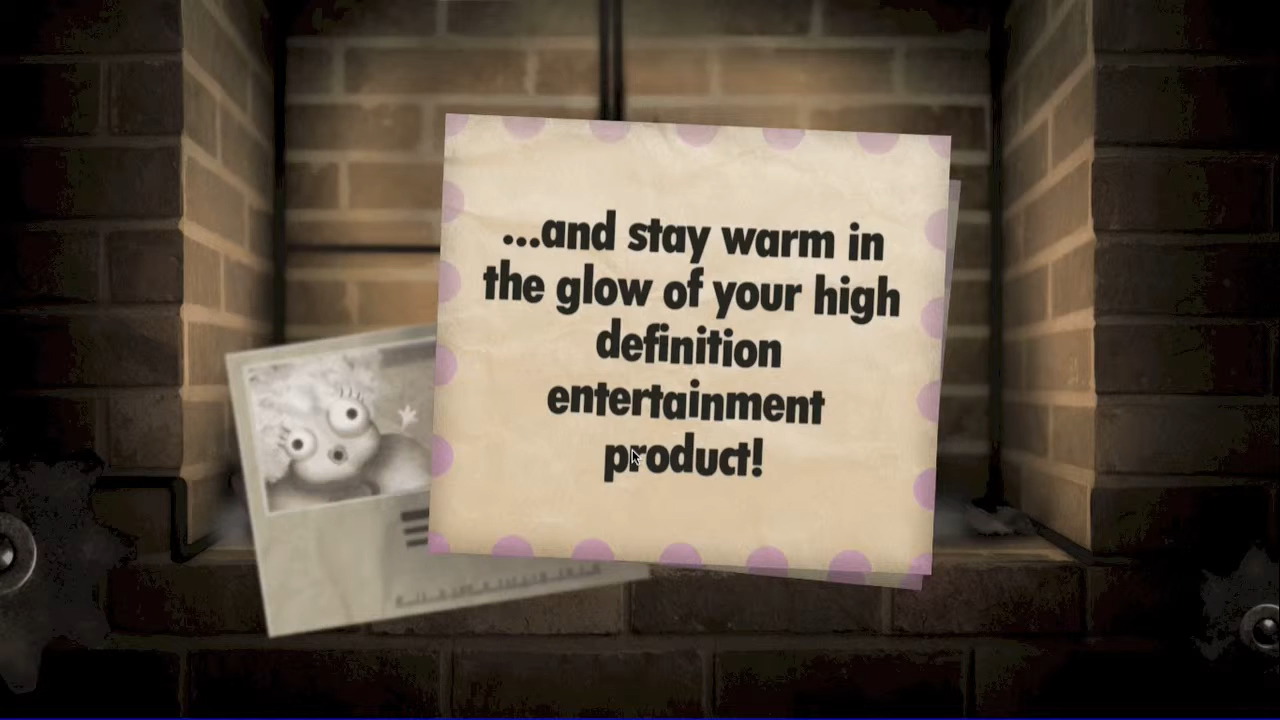 ...and stay warm in
the glow of your high
definition
entertainment
product!